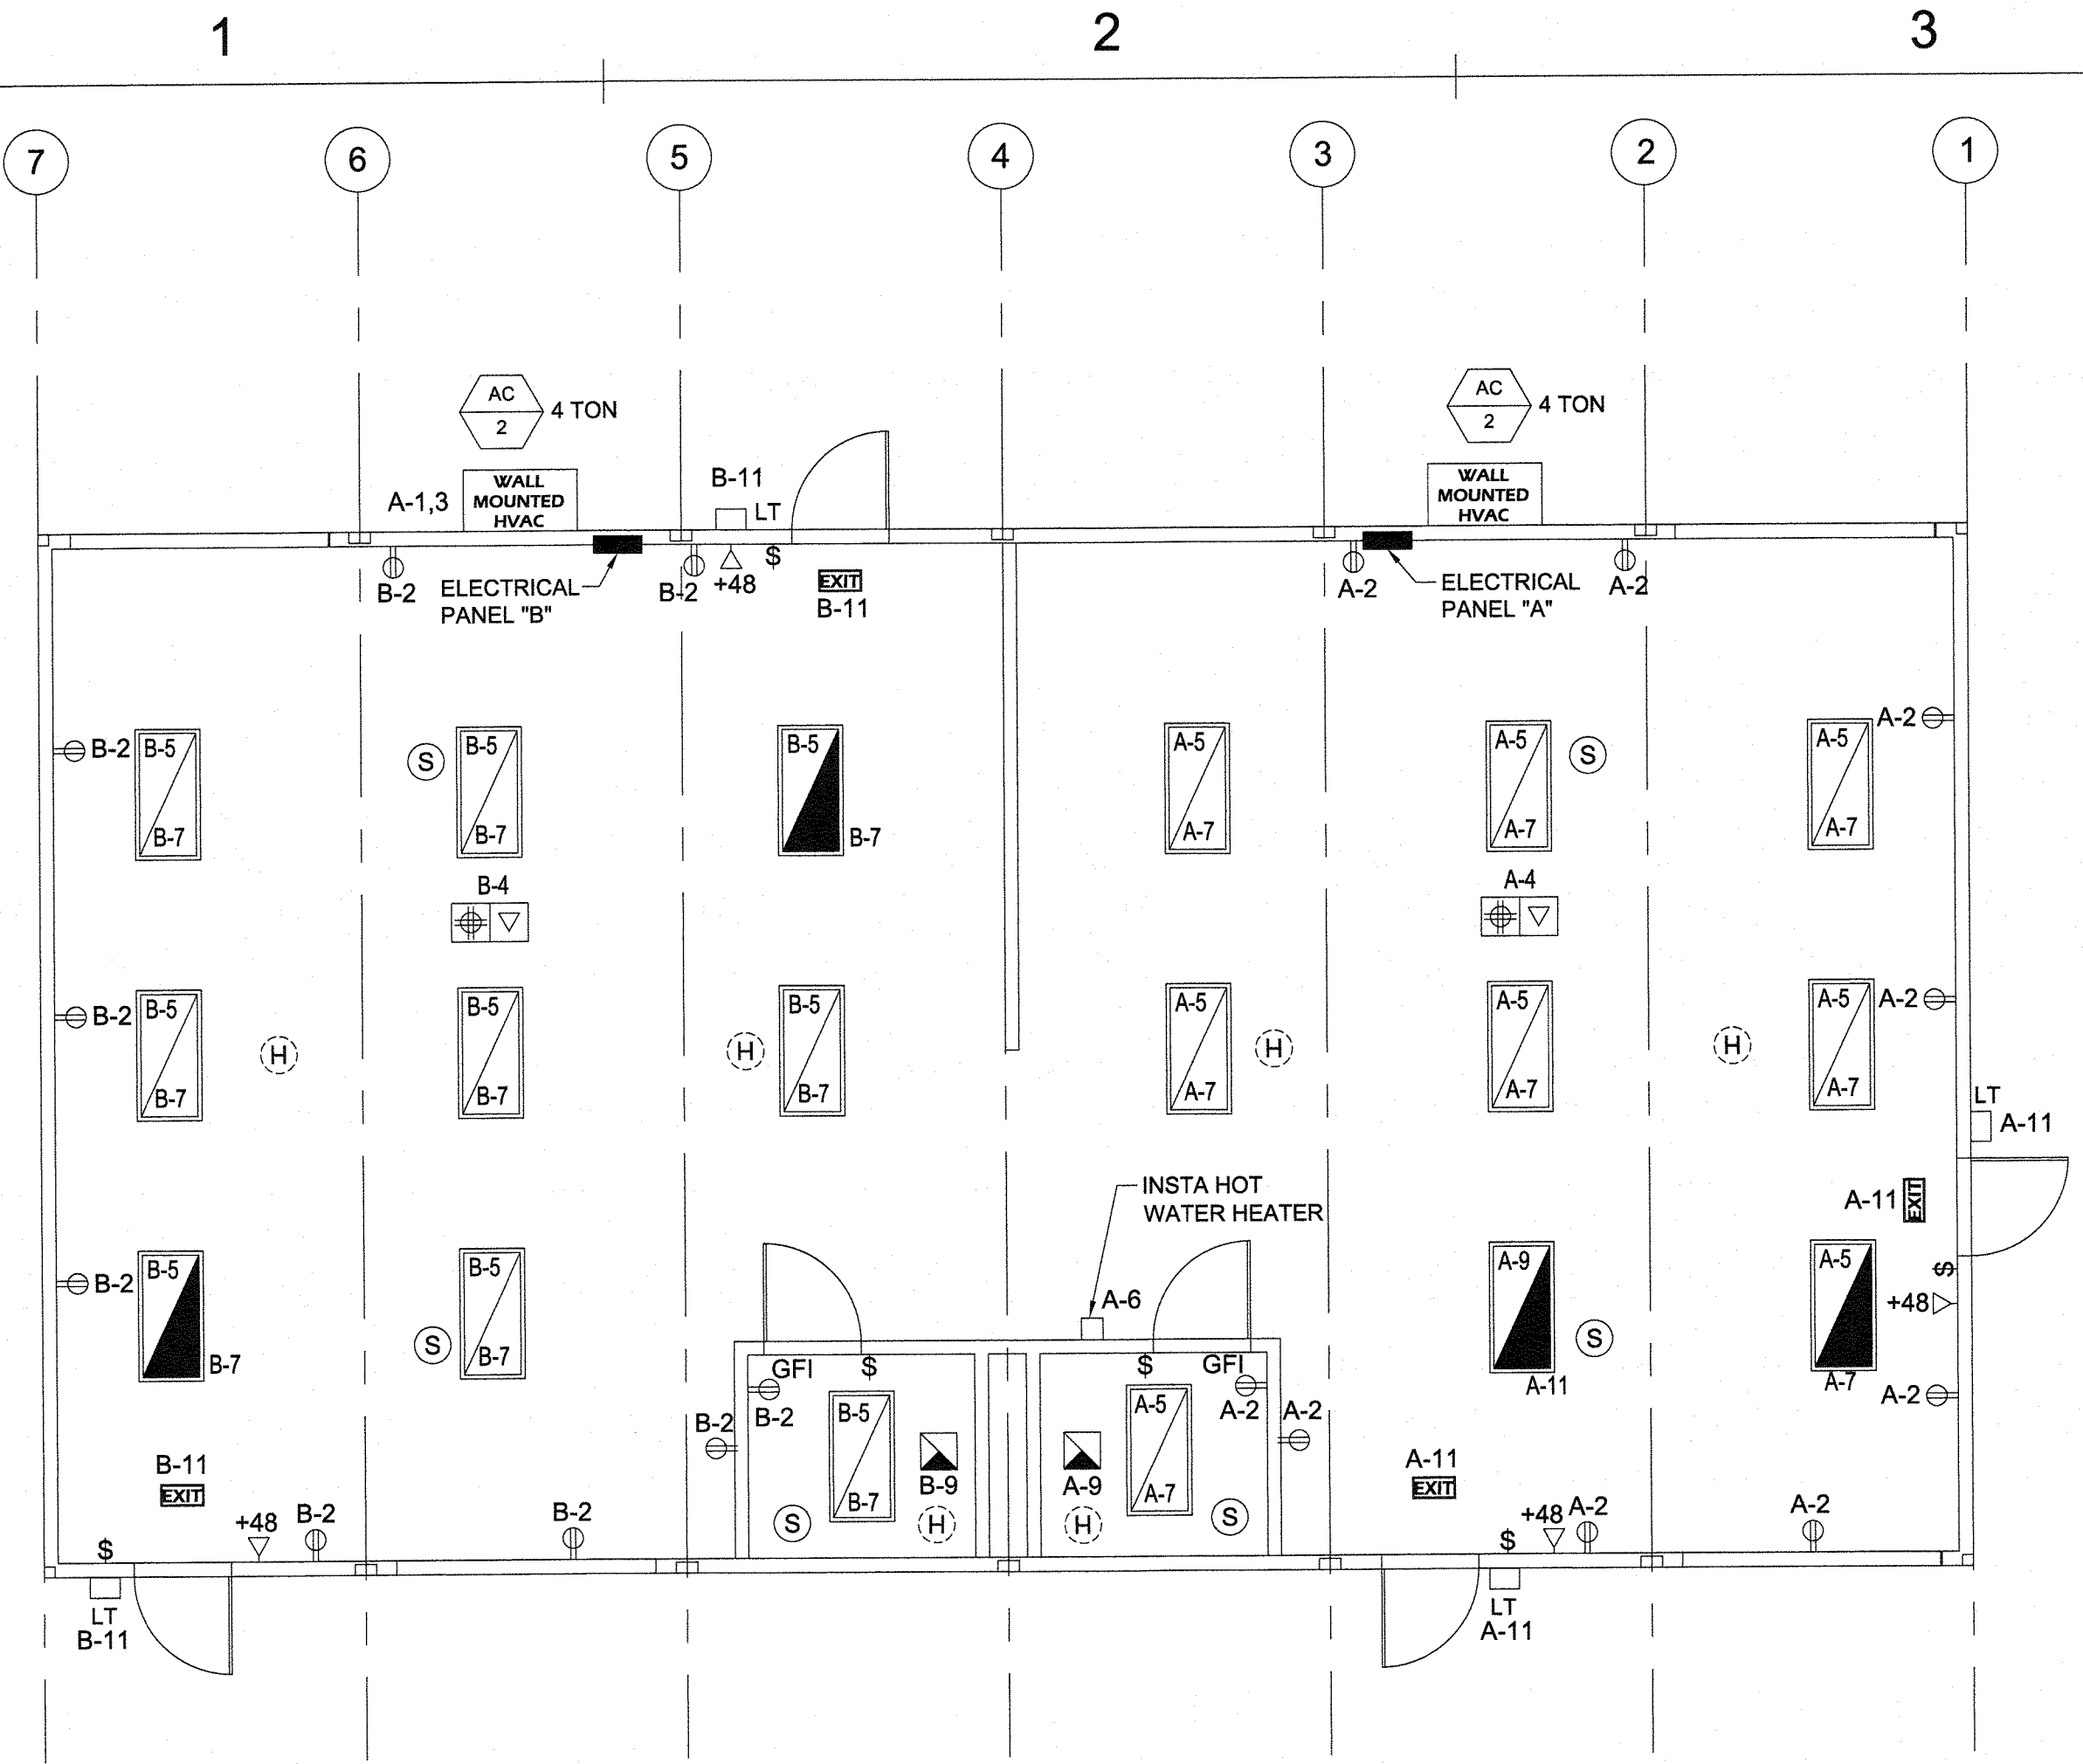 1 2 3
7 6 5 4 3 2 1
AC
2
4 TON
AC
2
4 TON
A-1,3
WALL
MOUNTED
HVAC
B-11
LT
WALL
MOUNTED
HVAC
B-2
ELECTRICAL
PANEL "B"
B-2
+48
$
EXIT
B-11
A-2
ELECTRICAL
PANEL "A"
A-2
B-2
B-5
B-7
S
B-5
B-7
B-5
B-7
A-5
A-7
A-5
A-7
S
A-5
A-7
A-2
B-4
A-4
B-2
B-5
B-7
H
B-5
B-7
H
B-5
B-7
A-5
A-7
H
A-5
A-7
H
A-5
A-7
A-2
LT
A-11
INSTA HOT
WATER HEATER
A-11
EXIT
B-2
B-5
B-7
S
B-5
B-7
A-6
A-9
A-11
S
A-5
A-7
$
+48
A-2
GFI
$
B-2
B-2
B-5
B-7
B-9
S
H
$
GFI
A-5
A-7
A-2
A-2
A-9
H
S
B-11
EXIT
+48
B-2
B-2
$
A-11
EXIT
+48
A-2
$
A-2
LT
B-11
LT
A-11